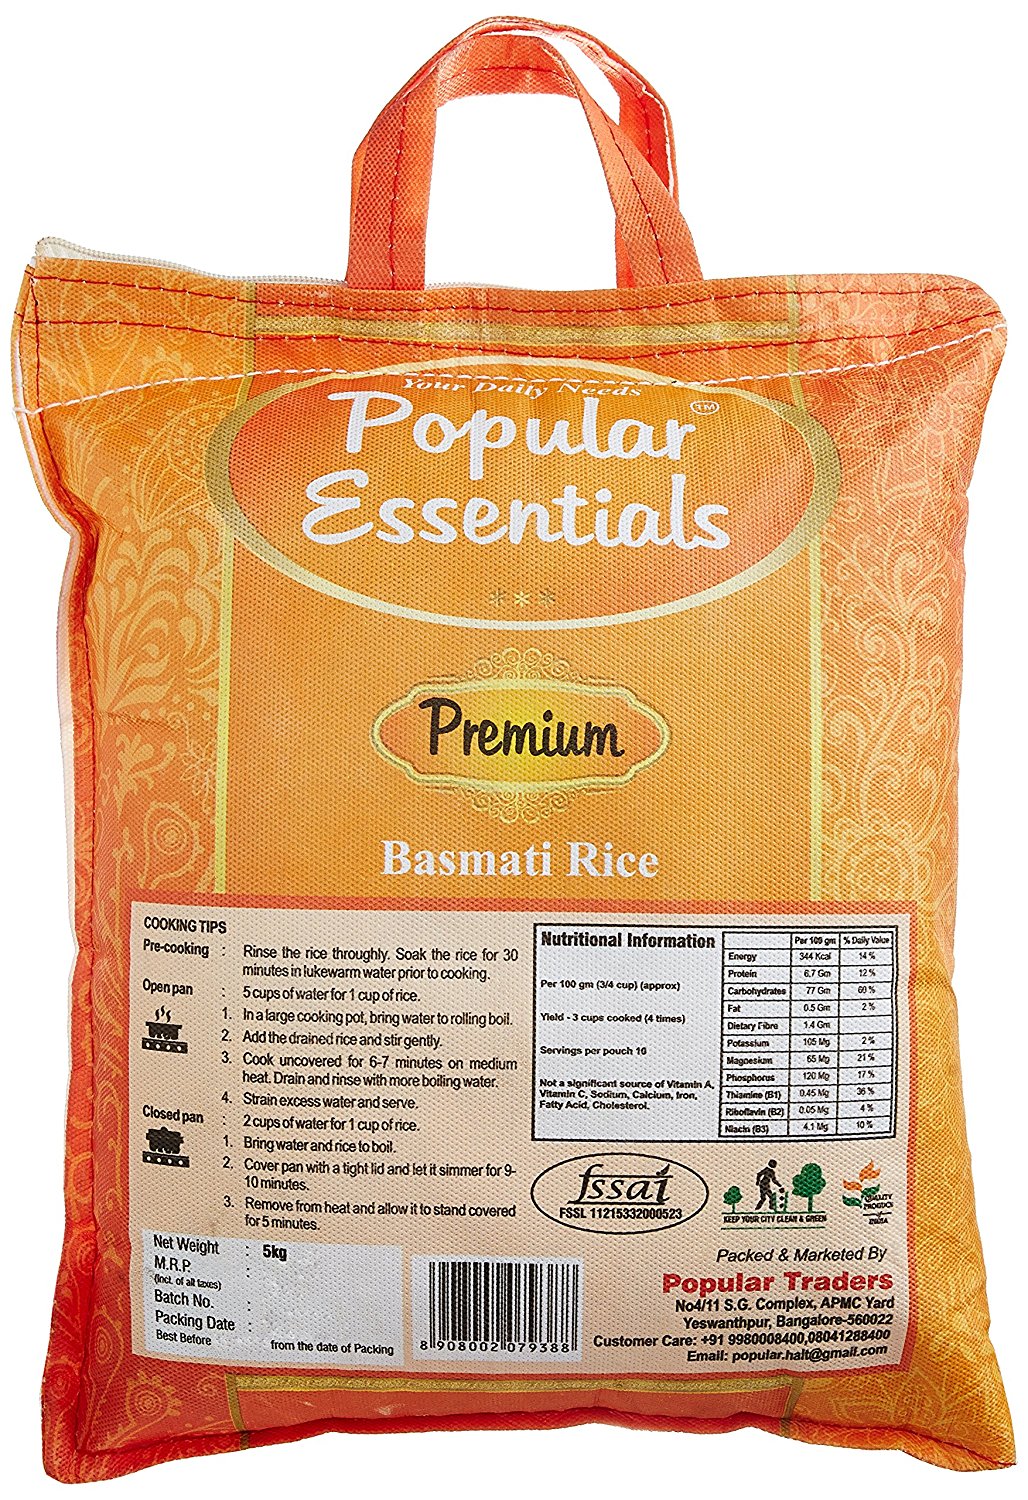 Your Daily Needs
Popular TM
Essentials
***
Premium
Basmati Rice
COOKING TIPS
Pre-cooking : Rinse the rice throughly. Soak the rice for 30
minutes in lukewarm water prior to cooking.
Open pan : 5 cups of water for 1 cup of rice.
1. In a large cooking pot, bring water to rolling boil.
2. Add the drained rice and stir gently.
3. Cook uncovered for 6-7 minutes on medium
heat. Drain and rinse with more boiling water.
4. Strain excess water and serve.
Closed pan : 2 cups of water for 1 cup of rice.
1. Bring water and rice to boil.
2. Cover pan with a tight lid and let it simmer for 9-
10 minutes.
3. Remove from heat and allow it to stand covered
for 5 minutes.
Nutritional Information
Per 100 gm (3/4 cup) (approx)
Yield - 3 cups cooked (4 times)
Servings per pouch 10
Not a significant source of Vitamin A,
Vitamin C, Sodium, Calcium, Iron,
Fatty Acid, Cholesterol.
Per 100 gm % Daily Value
Energy 344 Kcal 14 %
Protein 6.7 Gm 12 %
Carbohydrates 77 Gm 60 %
Fat 0.5 Gm 2 %
Dietary Fibre 1.4 Gm
Potassium 105 Mg 2 %
Magnesium 65 Mg 21 %
Phosphorus 120 Mg 17 %
Thiamine (B1) 0.45 Mg 36 %
Riboflavin (B2) 0.05 Mg 4 %
Niacin (B3) 4.1 Mg 10 %
fssai
FSSL 11215332000523
KEEP YOUR CITY CLEAN & GREEN
QUALITY
PRODUCT
of
INDIA
Net Weight : 5kg
M.R.P. :
(Incl. of all taxes)
Batch No. :
Packing Date :
Best Before from the date of Packing
8 908002 079388
Packed & Marketed By
Popular Traders
No4/11 S.G. Complex, APMC Yard
Yeswanthpur, Bangalore-560022
Customer Care: +91 9980008400,08041288400
Email: popular.halt@gmail.com